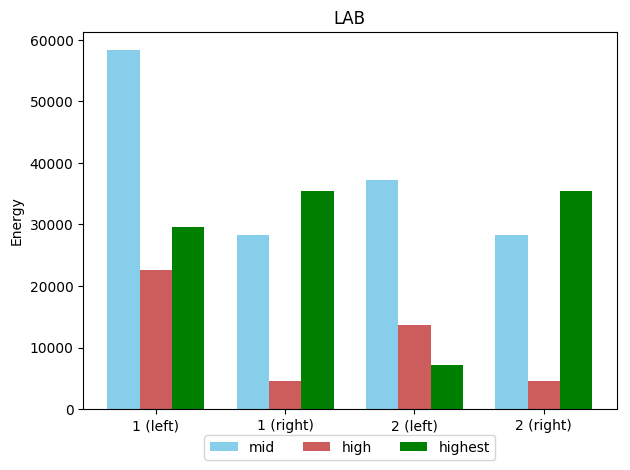 LAB
Energy
60000
50000
40000
30000
20000
10000
0
1 (left) 1 (right) 2 (left) 2 (right)
mid high highest